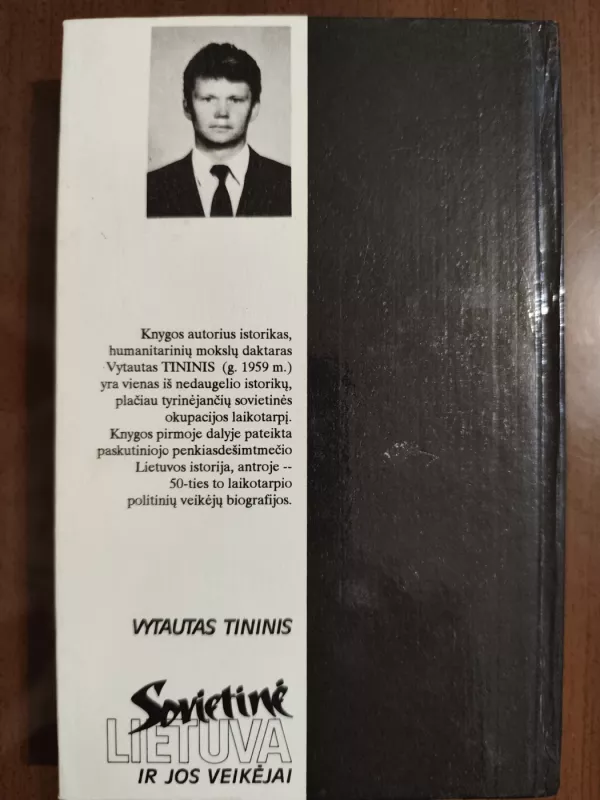 Knygos autorius istorikas,
humanitarinių mokslų daktaras
Vytautas TININIS (g. 1959 m.)
yra vienas iš nedaugelio istorikų,
plačiau tyrinėjančių sovietinės
okupacijos laikotarpį.
Knygos pirmoje dalyje pateikta
paskutiniojo penkiasdešimtmečio
Lietuvos istorija, antroje --
50-ties to laikotarpio
politinių veikėjų biografijos.
VYTAUTAS TININIS
Sovietinė
LIETUVA
IR JOS VEIKĖJAI